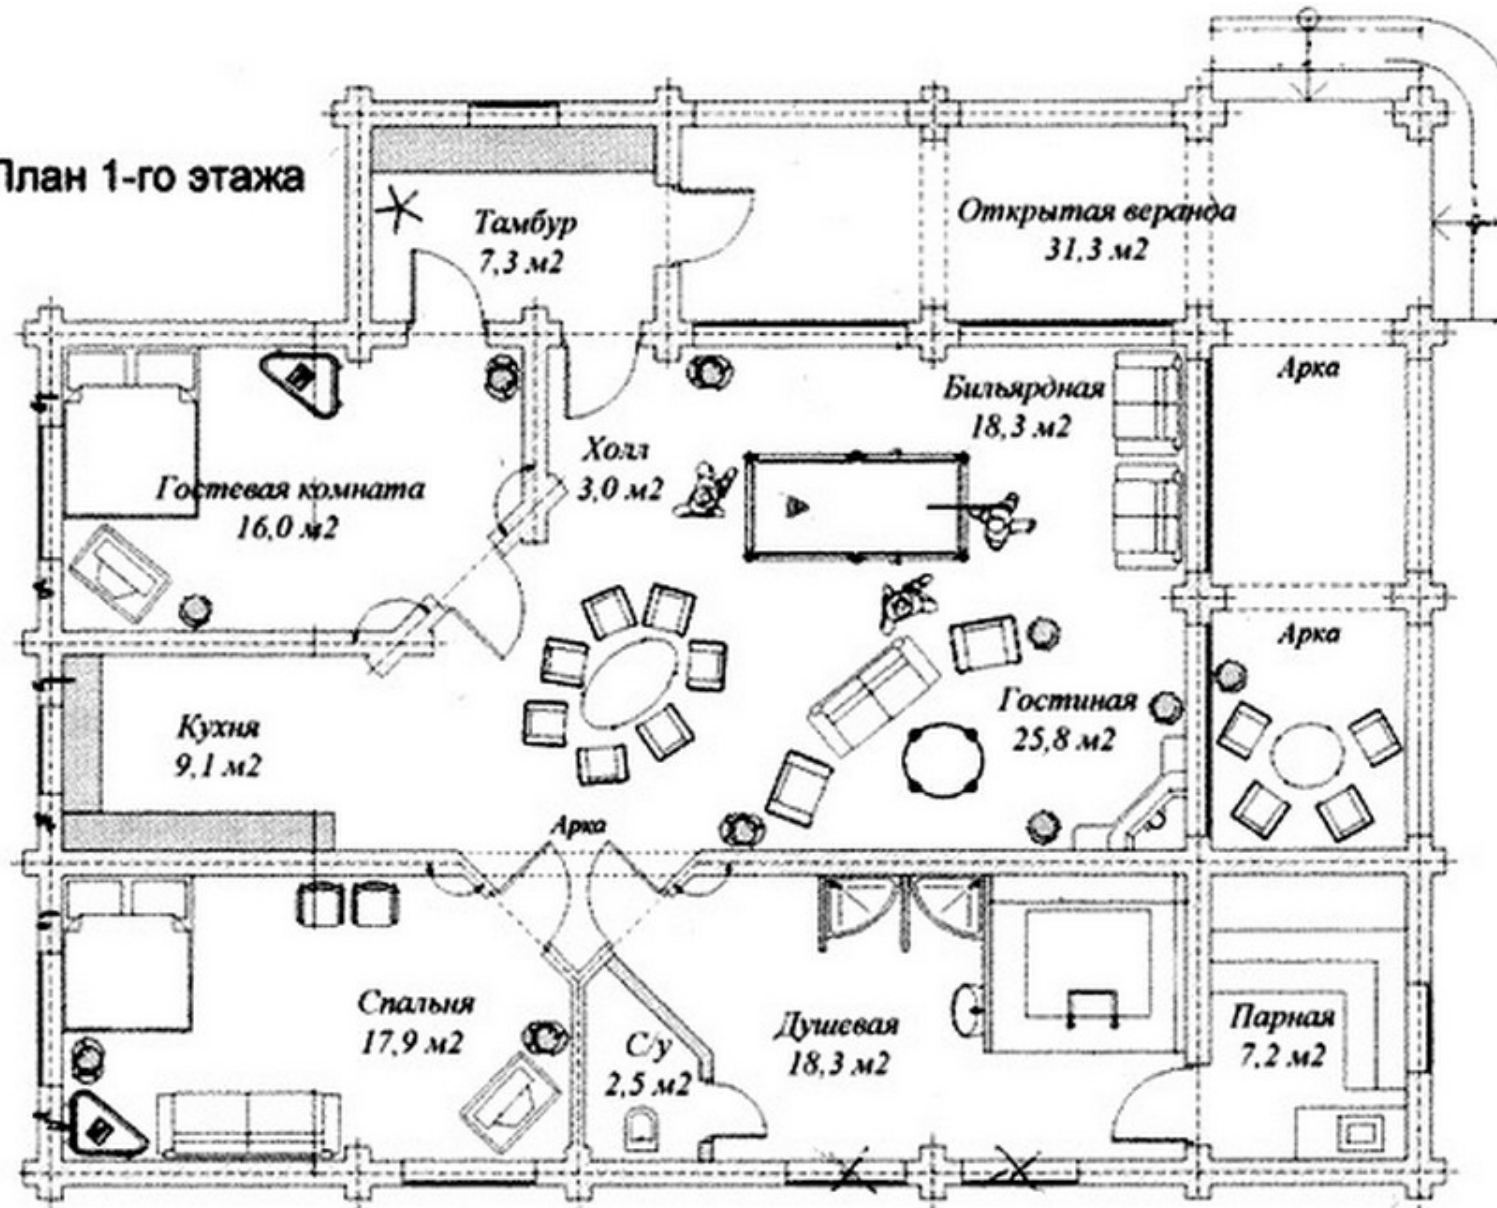 План 1-го этажа
Тамбур
7,3 м2
Открытая веранда
31,3 м2
Арка
Бильярдная
18,3 м2
Холл
3,0 м2
Гостевая комната
16,0 м2
Арка
Гостиная
25,8 м2
Кухня
9,1 м2
Арка
Спальня
17,9 м2
С/у
2,5 м2
Душевая
18,3 м2
Парная
7,2 м2